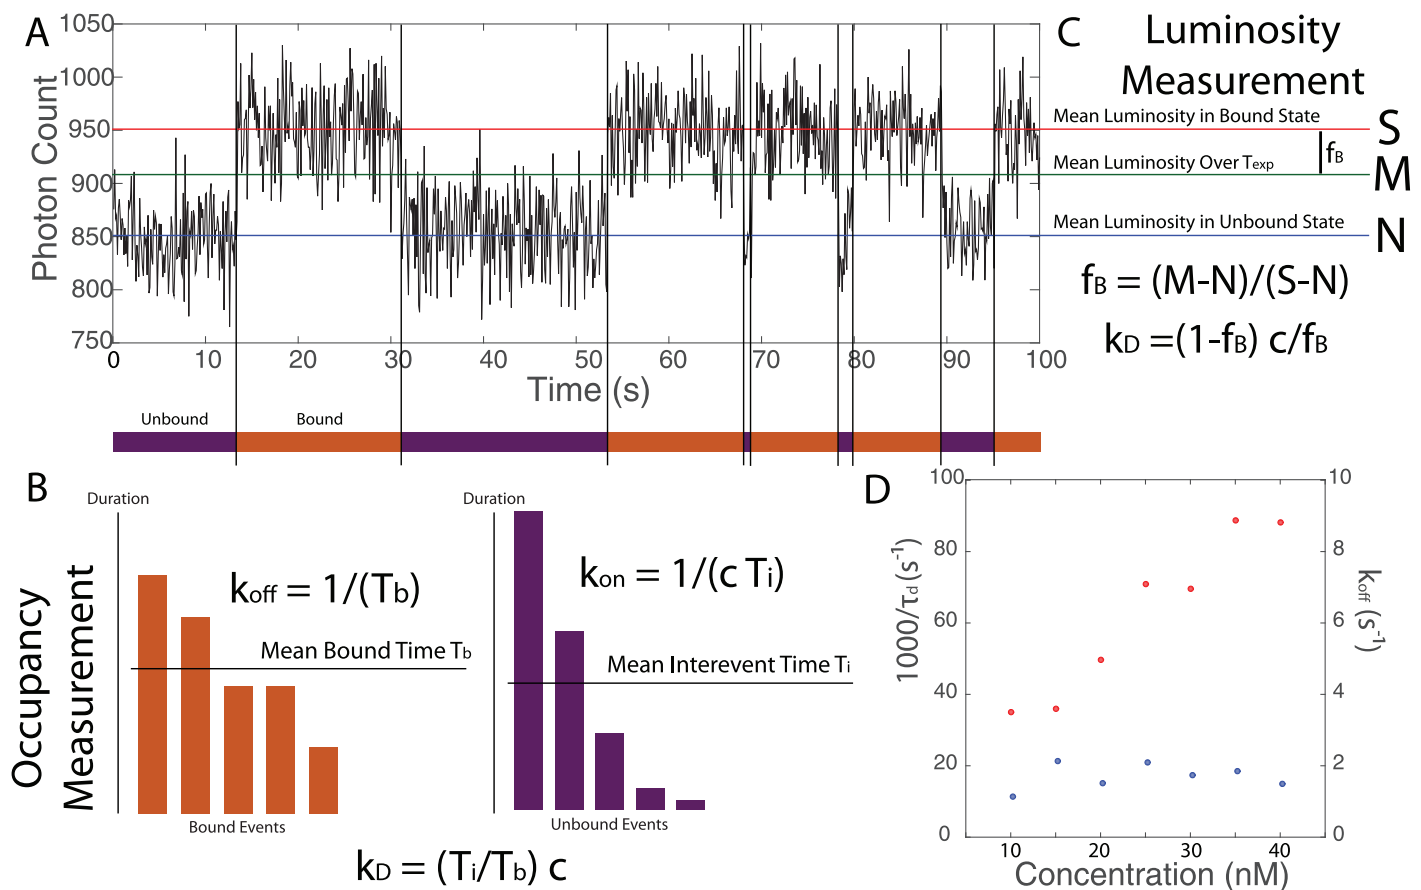 A
1050
1000
950
900
850
800
750
Photon Count
0
10
20
30
40
50
60
70
80
90
100
Time (s)
Unbound
Bound
C
Luminosity
Measurement
Mean Luminosity in Bound State
S
fB
Mean Luminosity Over Texp
M
Mean Luminosity in Unbound State
N
fB = (M-N)/(S-N)
kD =(1-fB) c/fB
B
Occupancy
Measurement
Duration
koff = 1/(Tb)
Mean Bound Time Tb
Bound Events
Duration
kon = 1/(c Ti)
Mean Interevent Time Ti
Unbound Events
kD = (Ti/Tb) c
D
100
80
60
40
20
0
1000/τd (s-1)
10
8
6
4
2
0
koff (s-1)
10
20
30
40
Concentration (nM)